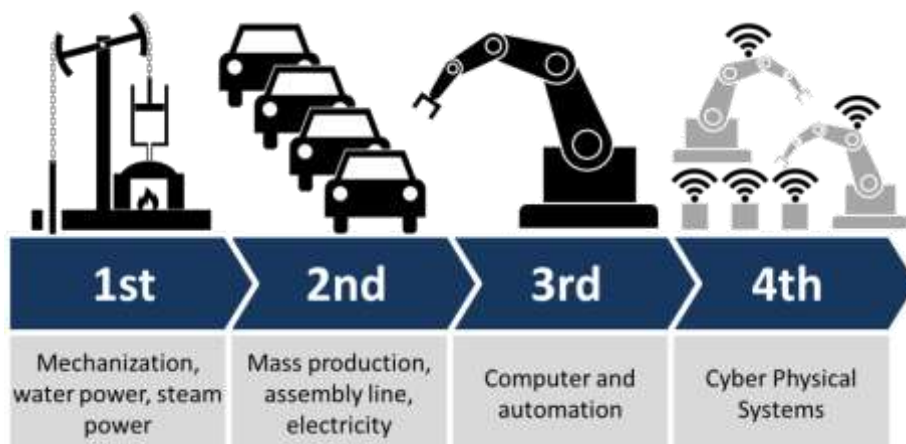 1st
2nd
3rd
4th
Mechanization,
water power, steam
power
Mass production,
assembly line,
electricity
Computer and
automation
Cyber Physical
Systems